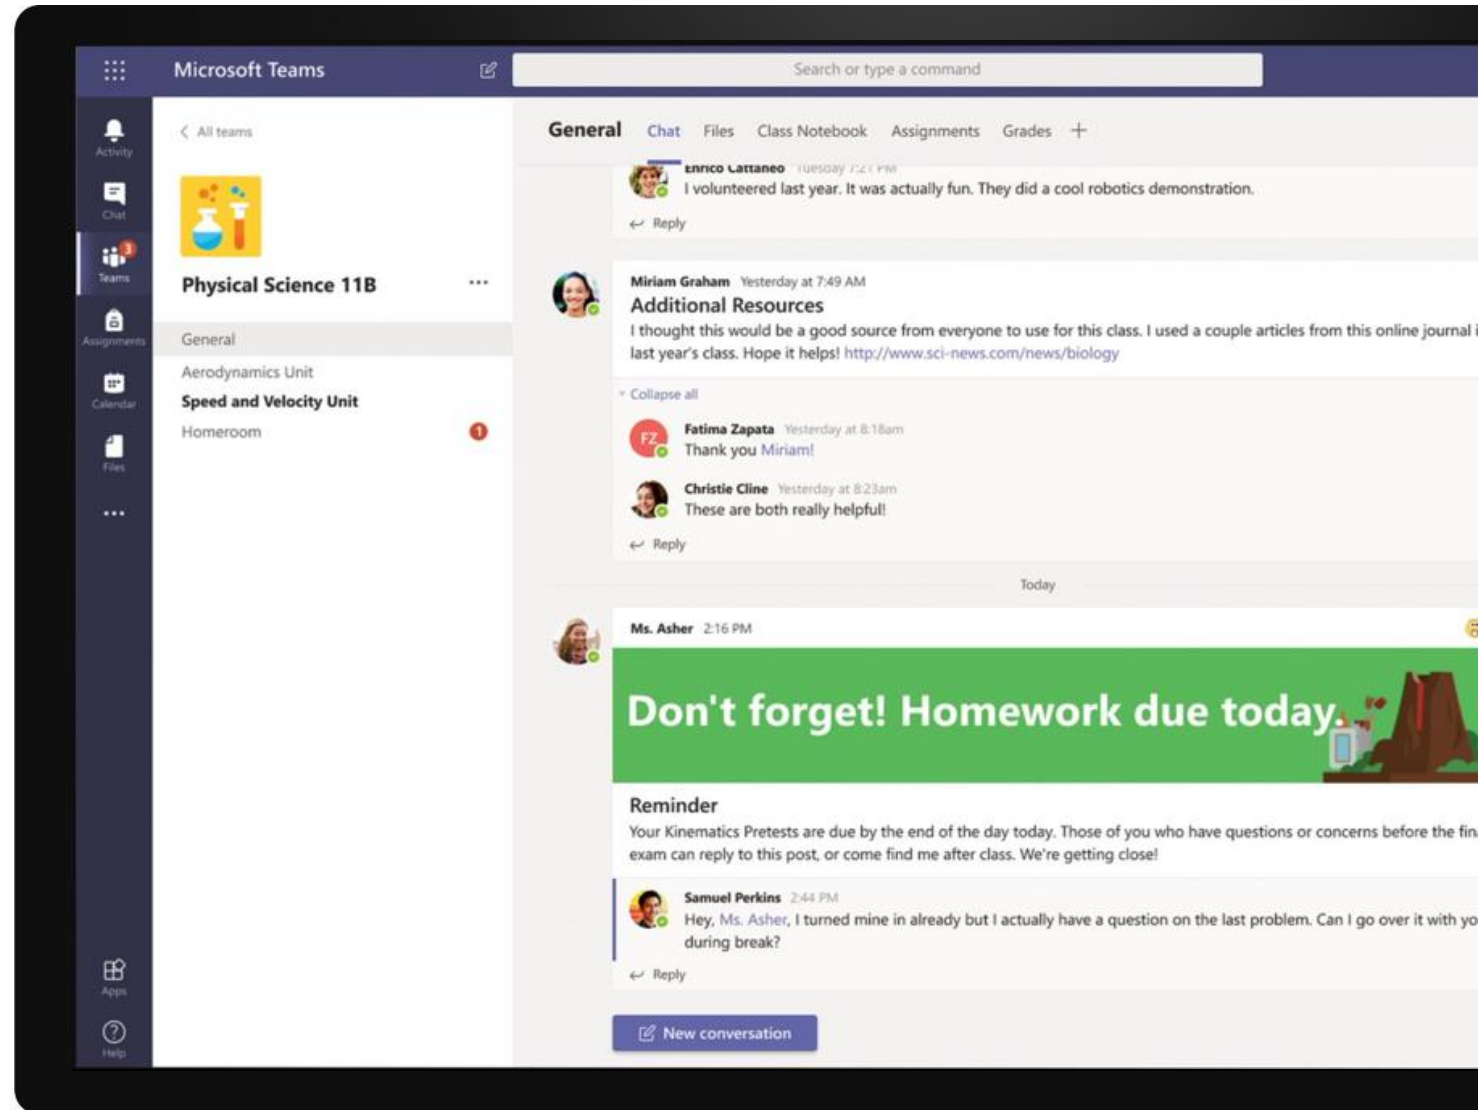 Microsoft Teams
Search or type a command
Activity
Chat
3
Teams
Assignments
Calendar
Files
Apps
Help
All teams
Physical Science 11B
General
Aerodynamics Unit
Speed and Velocity Unit
Homeroom
1
General Chat Files Class Notebook Assignments Grades
Enrico Cattaneo Tuesday 7:21 PM
I volunteered last year. It was actually fun. They did a cool robotics demonstration.
Reply
Miriam Graham Yesterday at 7:49 AM
Additional Resources
I thought this would be a good source from everyone to use for this class. I used a couple articles from this online journal
last year's class. Hope it helps! http://www.sci-news.com/news/biology
Collapse all
FZ
Fatima Zapata Yesterday at 8:18am
Thank you Miriam!
Christie Cline Yesterday at 8:23am
These are both really helpful!
Reply
Today
Ms. Asher 2:16 PM
Don't forget! Homework due today.
Reminder
Your Kinematics Pretests are due by the end of the day today. Those of you who have questions or concerns before the
exam can reply to this post, or come find me after class. We're getting close!
Samuel Perkins 2:44 PM
Hey, Ms. Asher, I turned mine in already but I actually have a question on the last problem. Can I go over it with
during break?
Reply
New conversation